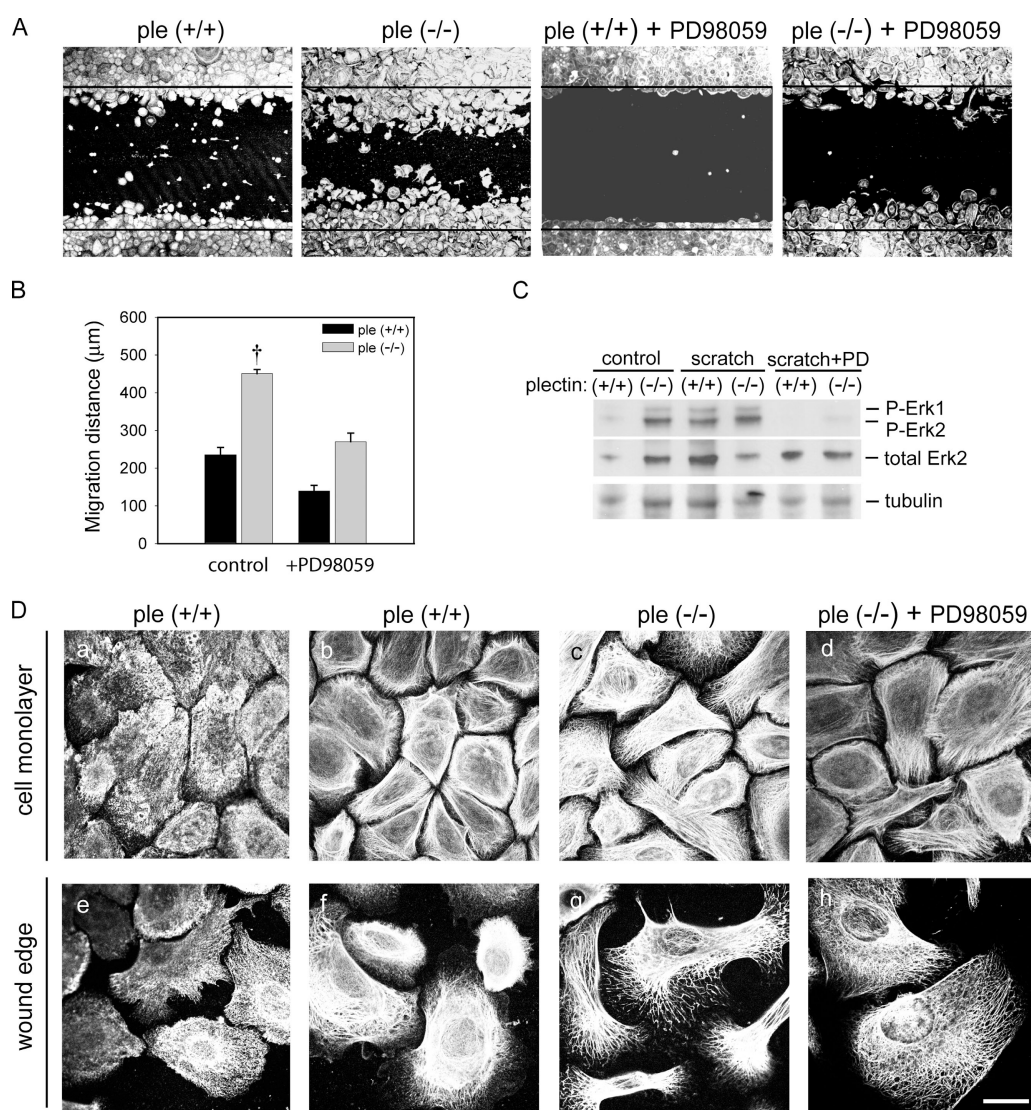 A
ple (+/+)
ple (-/-)
ple (+/+) + PD98059
ple (-/-) + PD98059
B
600
500
400
300
200
100
0
Migration distance (μm)
ple (+/+)
ple (-/-)
†
control
+PD98059
C
control
scratch
scratch+PD
plectin: (+/+) (-/-) (+/+) (-/-) (+/+) (-/-)
P-Erk1
P-Erk2
total Erk2
tubulin
D
ple (+/+)
ple (+/+)
ple (-/-)
ple (-/-) + PD98059
cell monolayer
a
b
c
d
wound edge
e
f
g
h